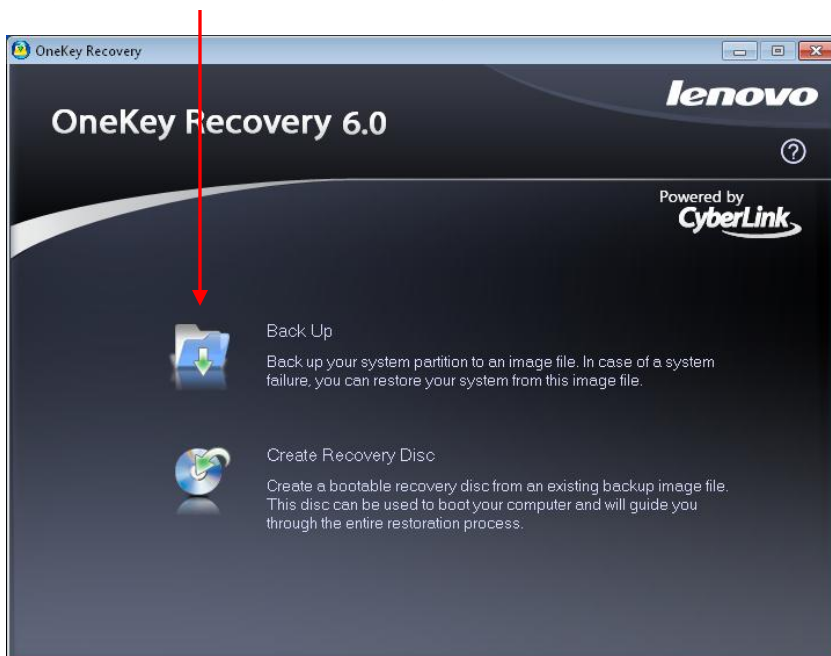 OneKey Recovery
lenovo
OneKey Recovery 6.0
?
Powered by
CyberLink
Back Up
Back up your system partition to an image file. In case of a system
failure, you can restore your system from this image file.
Create Recovery Disc
Create a bootable recovery disc from an existing backup image file.
This disc can be used to boot your computer and will guide you
through the entire restoration process.